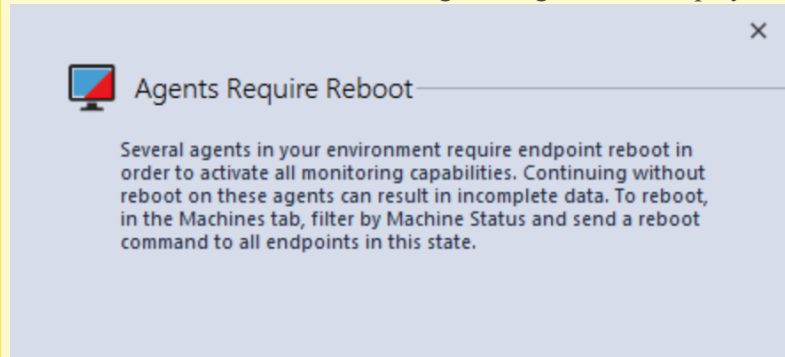 Agents Require Reboot
Several agents in your environment require endpoint reboot in
order to activate all monitoring capabilities. Continuing without
reboot on these agents can result in incomplete data. To reboot,
in the Machines tab, filter by Machine Status and send a reboot
command to all endpoints in this state.